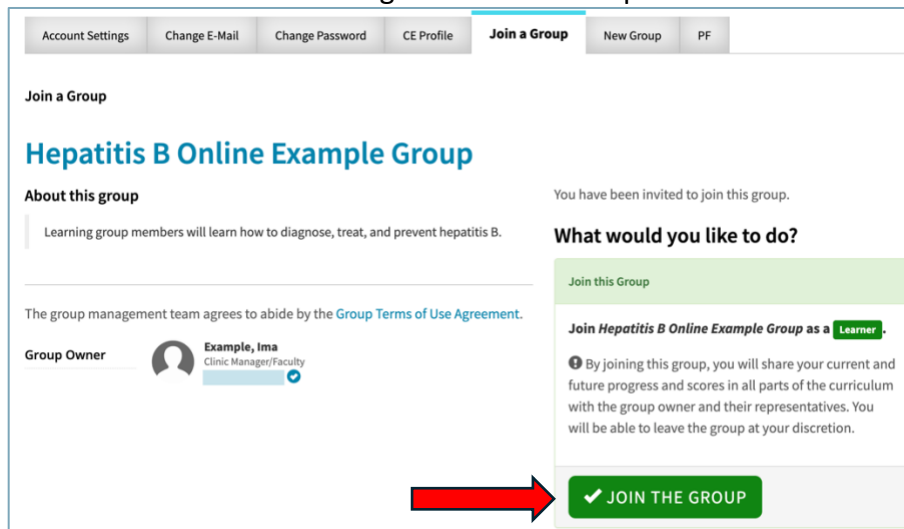 Account Settings Change E-Mail Change Password CE Profile Join a Group New Group PF
Join a Group
Hepatitis B Online Example Group
About this group
Learning group members will learn how to diagnose, treat, and prevent hepatitis B.
The group management team agrees to abide by the Group Terms of Use Agreement.
Group Owner
Example, Ima
Clinic Manager/Faculty
You have been invited to join this group.
What would you like to do?
Join this Group
Join Hepatitis B Online Example Group as a Learner.
By joining this group, you will share your current and
future progress and scores in all parts of the curriculum
with the group owner and their representatives. You
will be able to leave the group at your discretion.
JOIN THE GROUP